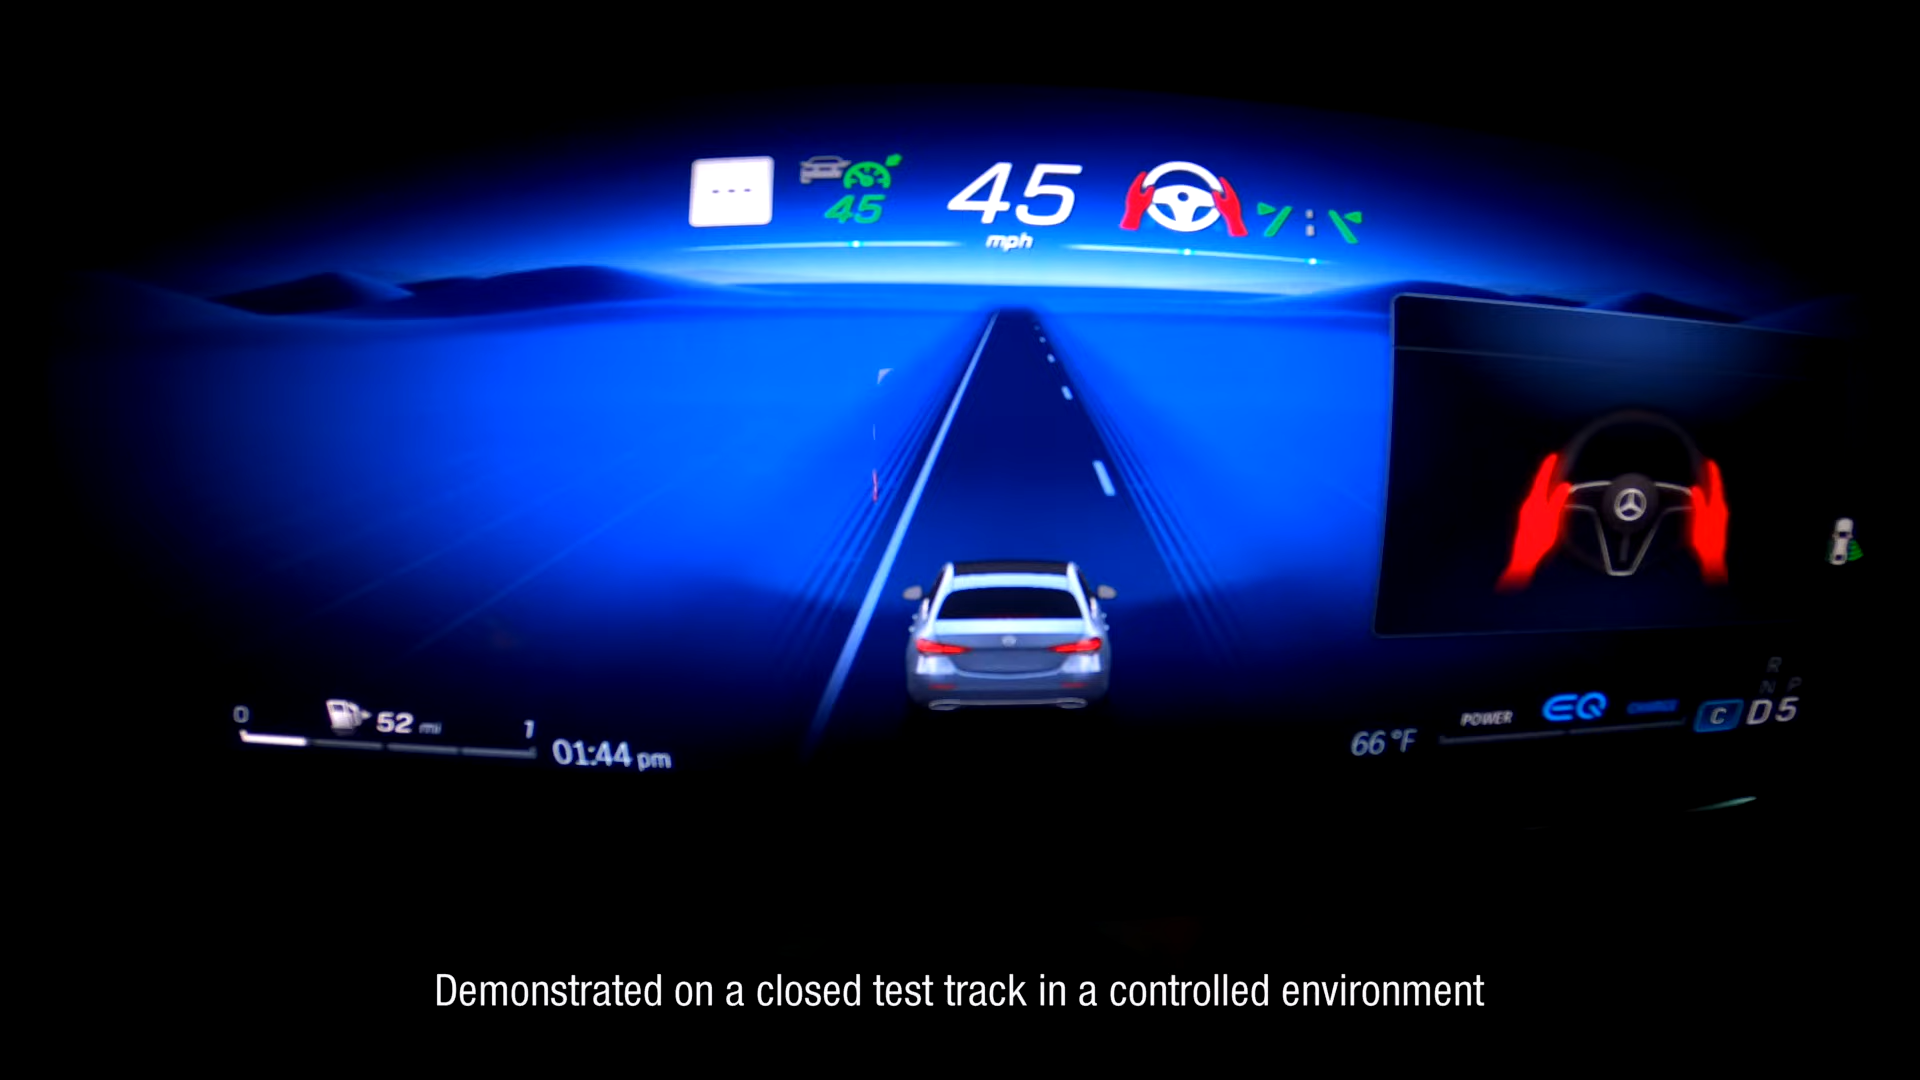 ---
45
45
mph
0
52 mi
1
01:44 pm
66°F
POWER
EQ
CHARGE
C
D5
R
N P
Demonstrated on a closed test track in a controlled environment